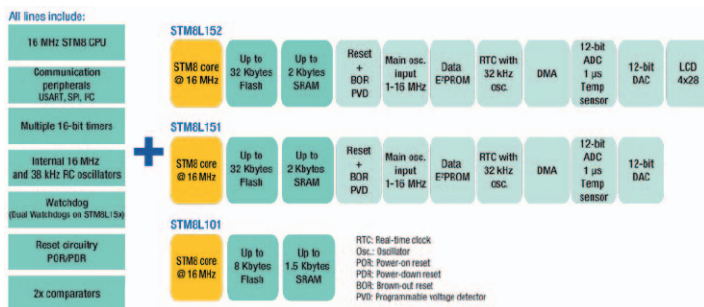 All lines include:
16 MHz STM8 CPU
Communication
peripherals
USART, SPI, I²C
Multiple 16-bit timers
Internal 16 MHz
and 38 kHz RC oscillators
Watchdog
(Dual Watchdogs on STM8L15x)
Reset circuitry
POR/PDR
2x comparators
STM8L152
STM8 core
@ 16 MHz
Up to
32 Kbytes
Flash
Up to
2 Kbytes
SRAM
Reset
+
BOR
PVD
Main osc.
input
1-16 MHz
Data
E²PROM
RTC with
32 kHz
osc.
DMA
12-bit
ADC
1 µs
Temp
sensor
12-bit
DAC
LCD
4x28
STM8L151
STM8 core
@ 16 MHz
Up to
32 Kbytes
Flash
Up to
2 Kbytes
SRAM
Reset
+
BOR
PVD
Main osc.
input
1-16 MHz
Data
E²PROM
RTC with
32 kHz
osc.
DMA
12-bit
ADC
1 µs
Temp
sensor
12-bit
DAC
STM8L101
STM8 core
@ 16 MHz
Up to
8 Kbytes
Flash
Up to
1.5 Kbytes
SRAM
RTC: Real-time clock
Osc.: Oscillator
POR: Power-on reset
PDR: Power-down reset
BOR: Brown-out reset
PVD: Programmable voltage detector